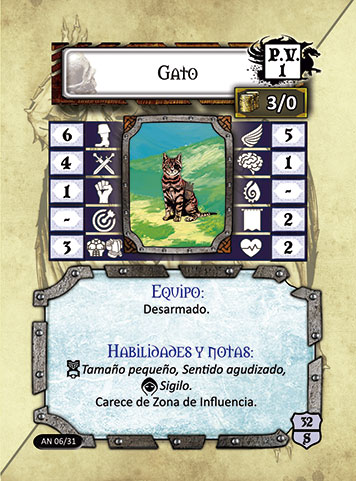 Gato
P.V.
1
3/0
6 5
4 1
1 -
- 2
3 2
Equipo:
Desarmado.
Habilidades y notas:
Tamaño pequeño, Sentido agudizado,
Sigilo.
Carece de Zona de Influencia.
AN 06/31
32
S